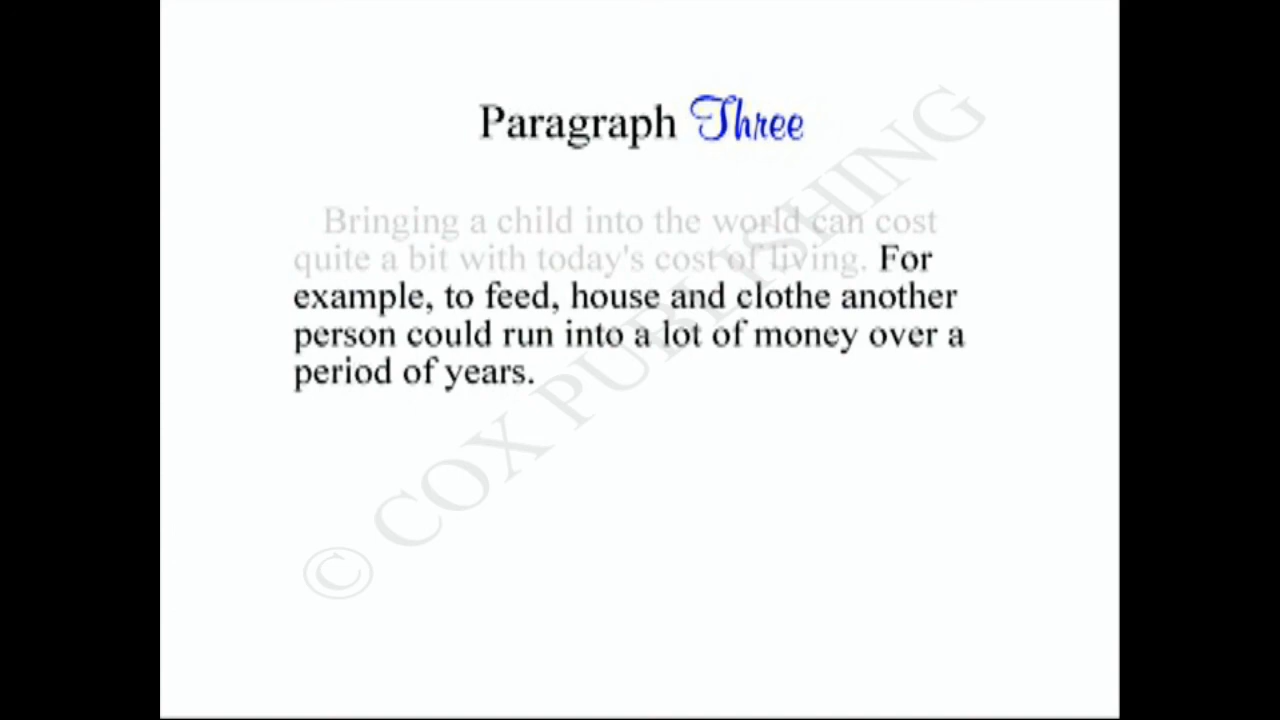 Paragraph Three
Bringing a child into the world can cost
quite a bit with today's cost of living. For
example, to feed, house and clothe another
person could run into a lot of money over a
period of years.
© COX PUBLISHING